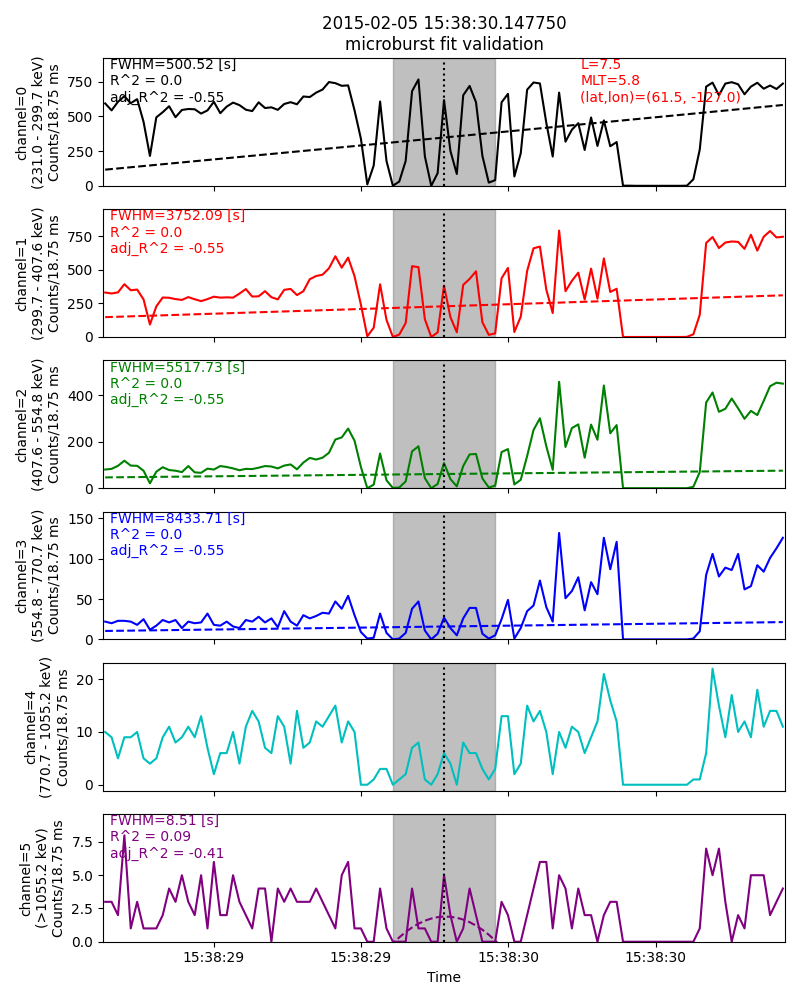 2015-02-05 15:38:30.147750
microburst fit validation
channel=0
(231.0 - 299.7 keV)
Counts/18.75 ms
750
500
250
0
FWHM=500.52 [s]
R^2 = 0.0
adj_R^2 = -0.55
L=7.5
MLT=5.8
(lat,lon)=(61.5, -127.0)
channel=1
(299.7 - 407.6 keV)
Counts/18.75 ms
750
500
250
0
FWHM=3752.09 [s]
R^2 = 0.0
adj_R^2 = -0.55
channel=2
(407.6 - 554.8 keV)
Counts/18.75 ms
400
200
0
FWHM=5517.73 [s]
R^2 = 0.0
adj_R^2 = -0.55
channel=3
(554.8 - 770.7 keV)
Counts/18.75 ms
150
100
50
0
FWHM=8433.71 [s]
R^2 = 0.0
adj_R^2 = -0.55
channel=4
(770.7 - 1055.2 keV)
Counts/18.75 ms
20
10
0
channel=5
(>1055.2 keV)
Counts/18.75 ms
7.5
5.0
2.5
0.0
FWHM=8.51 [s]
R^2 = 0.09
adj_R^2 = -0.41
15:38:29
15:38:29
15:38:30
15:38:30
Time